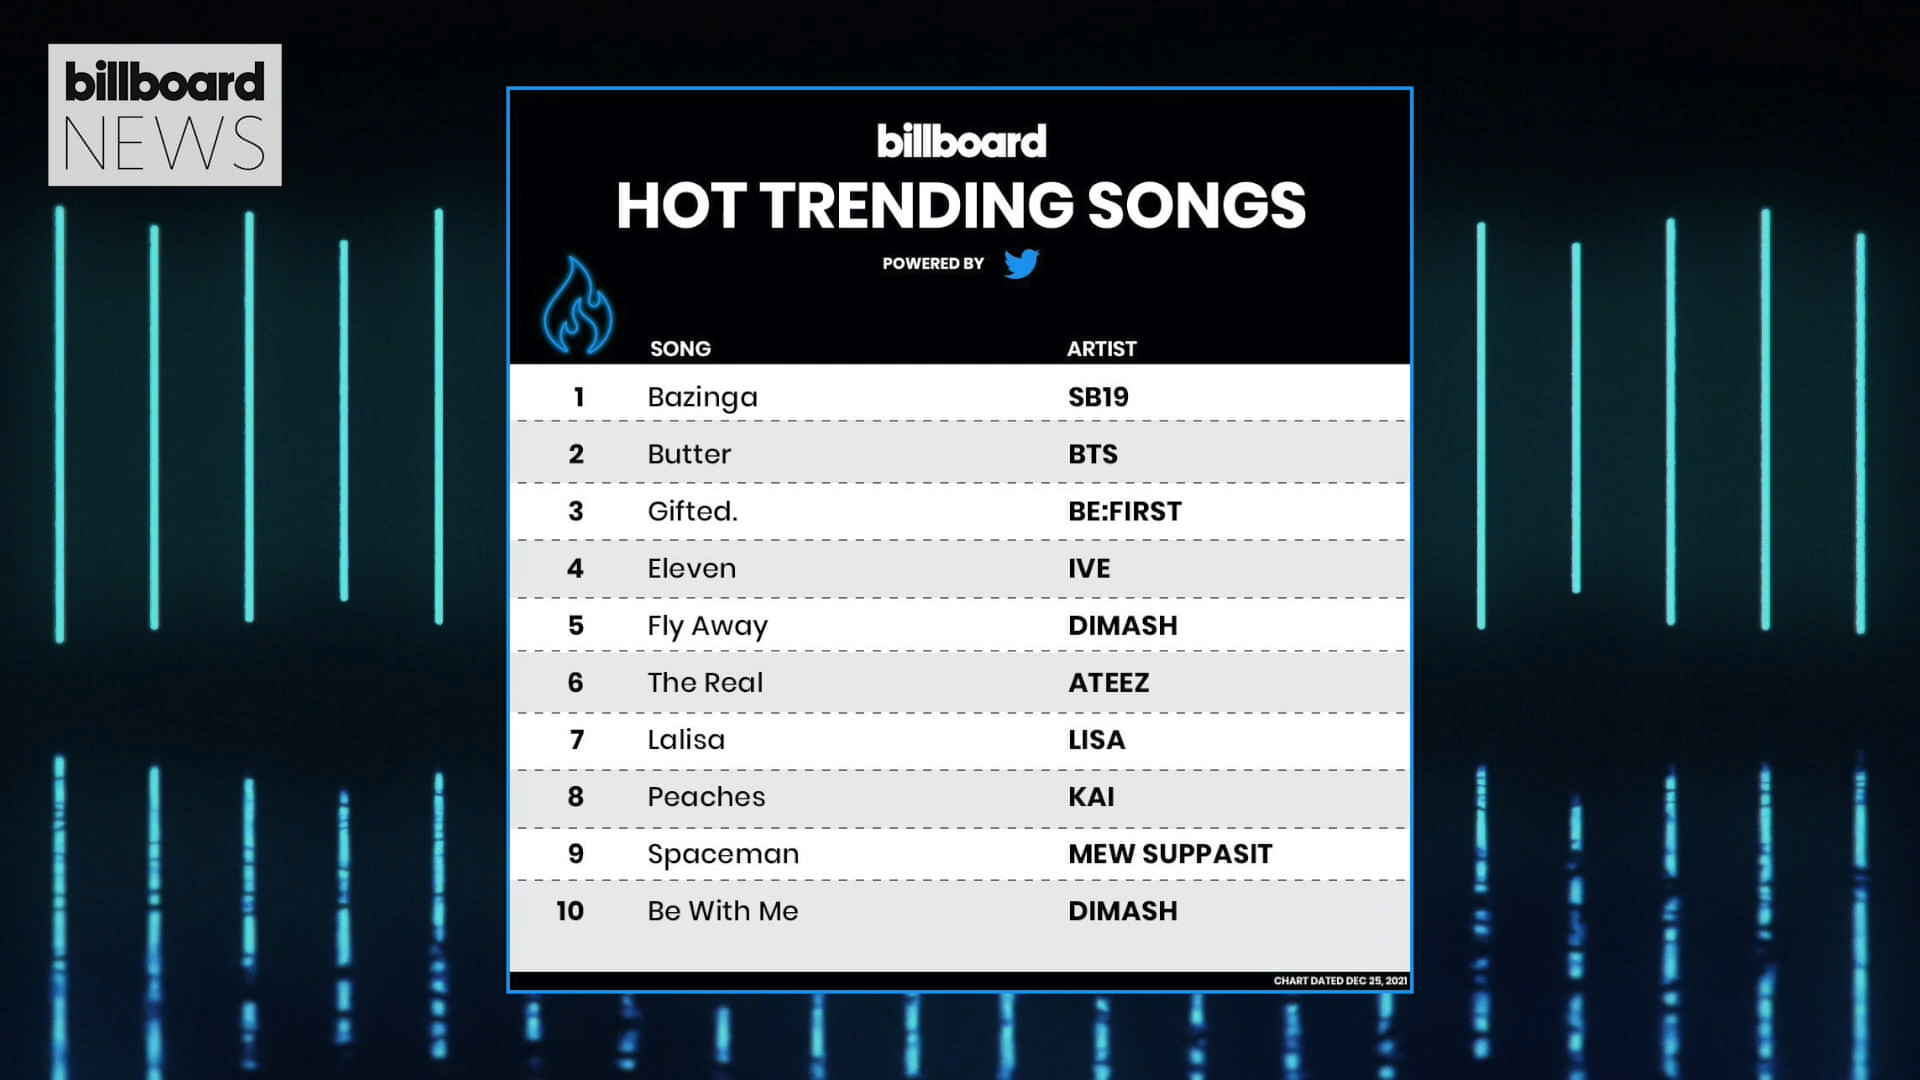 billboard
NEWS
billboard
HOT TRENDING SONGS
POWERED BY
SONG ARTIST
1 Bazinga SB19
2 Butter BTS
3 Gifted. BE:FIRST
4 Eleven IVE
5 Fly Away DIMASH
6 The Real ATEEZ
7 Lalisa LISA
8 Peaches KAI
9 Spaceman MEW SUPPASIT
10 Be With Me DIMASH
CHART DATED DEC 25, 2021